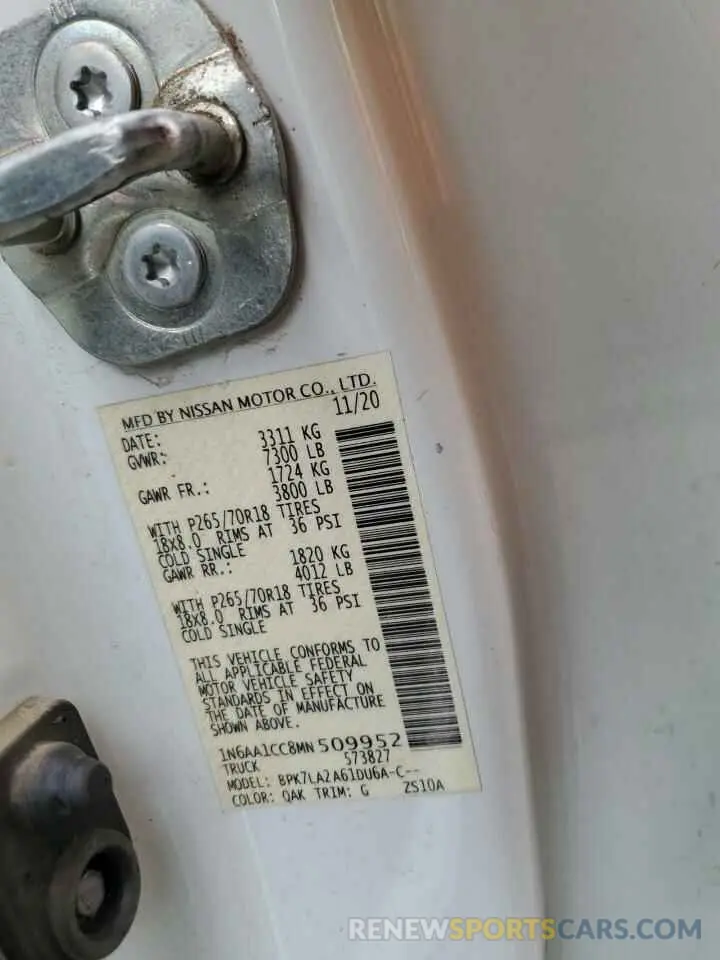 MFD BY NISSAN MOTOR CO., LTD.
DATE: 11/20
GVWR: 3311 KG
7300 LB
GAWR FR.: 1724 KG
3800 LB
WITH P265/70R18 TIRES
18X8.0 RIMS AT 36 PSI
COLD SINGLE
GAWR RR.: 1820 KG
4012 LB
WITH P265/70R18 TIRES
18X8.0 RIMS AT 36 PSI
COLD SINGLE
THIS VEHICLE CONFORMS TO
ALL APPLICABLE FEDERAL
MOTOR VEHICLE SAFETY
STANDARDS IN EFFECT ON
THE DATE OF MANUFACTURE
SHOWN ABOVE.
1N6AA1CC8MN509952
TRUCK 573827
MODEL: BPK7LA2A61DU6A-C--
COLOR: QAK TRIM: G ZS10A
RENEWSPORTSCARS.COM